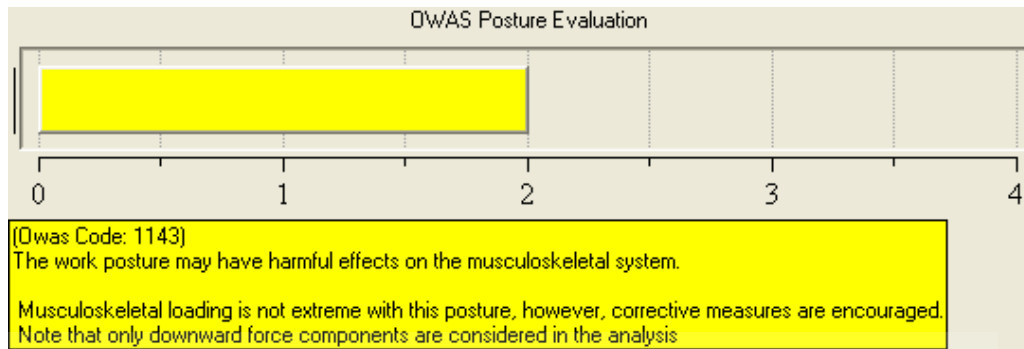 OWAS Posture Evaluation
0 1 2 3 4
(Owas Code: 1143)
The work posture may have harmful effects on the musculoskeletal system.
Musculoskeletal loading is not extreme with this posture, however, corrective measures are encouraged.
Note that only downward force components are considered in the analysis